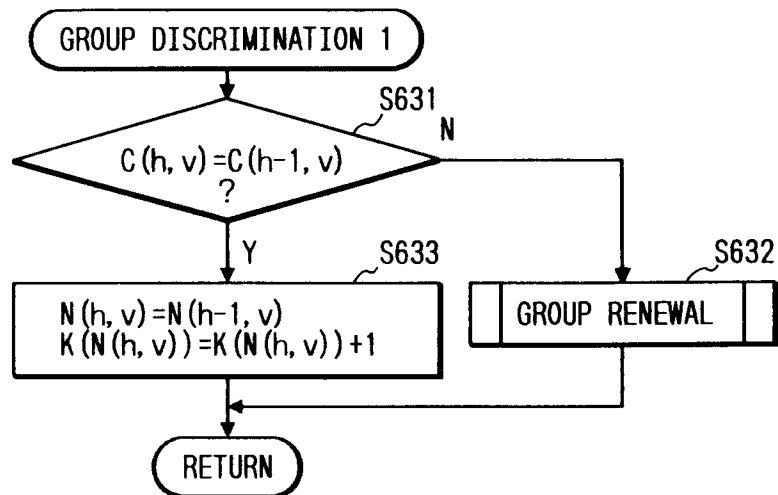 GROUP DISCRIMINATION 1
S631
N
C(h, v)=C(h-1, v)
?
Y
S633
S632
N(h, v)=N(h-1, v)
K(N(h, v))=K(N(h, v))+1
GROUP RENEWAL
RETURN